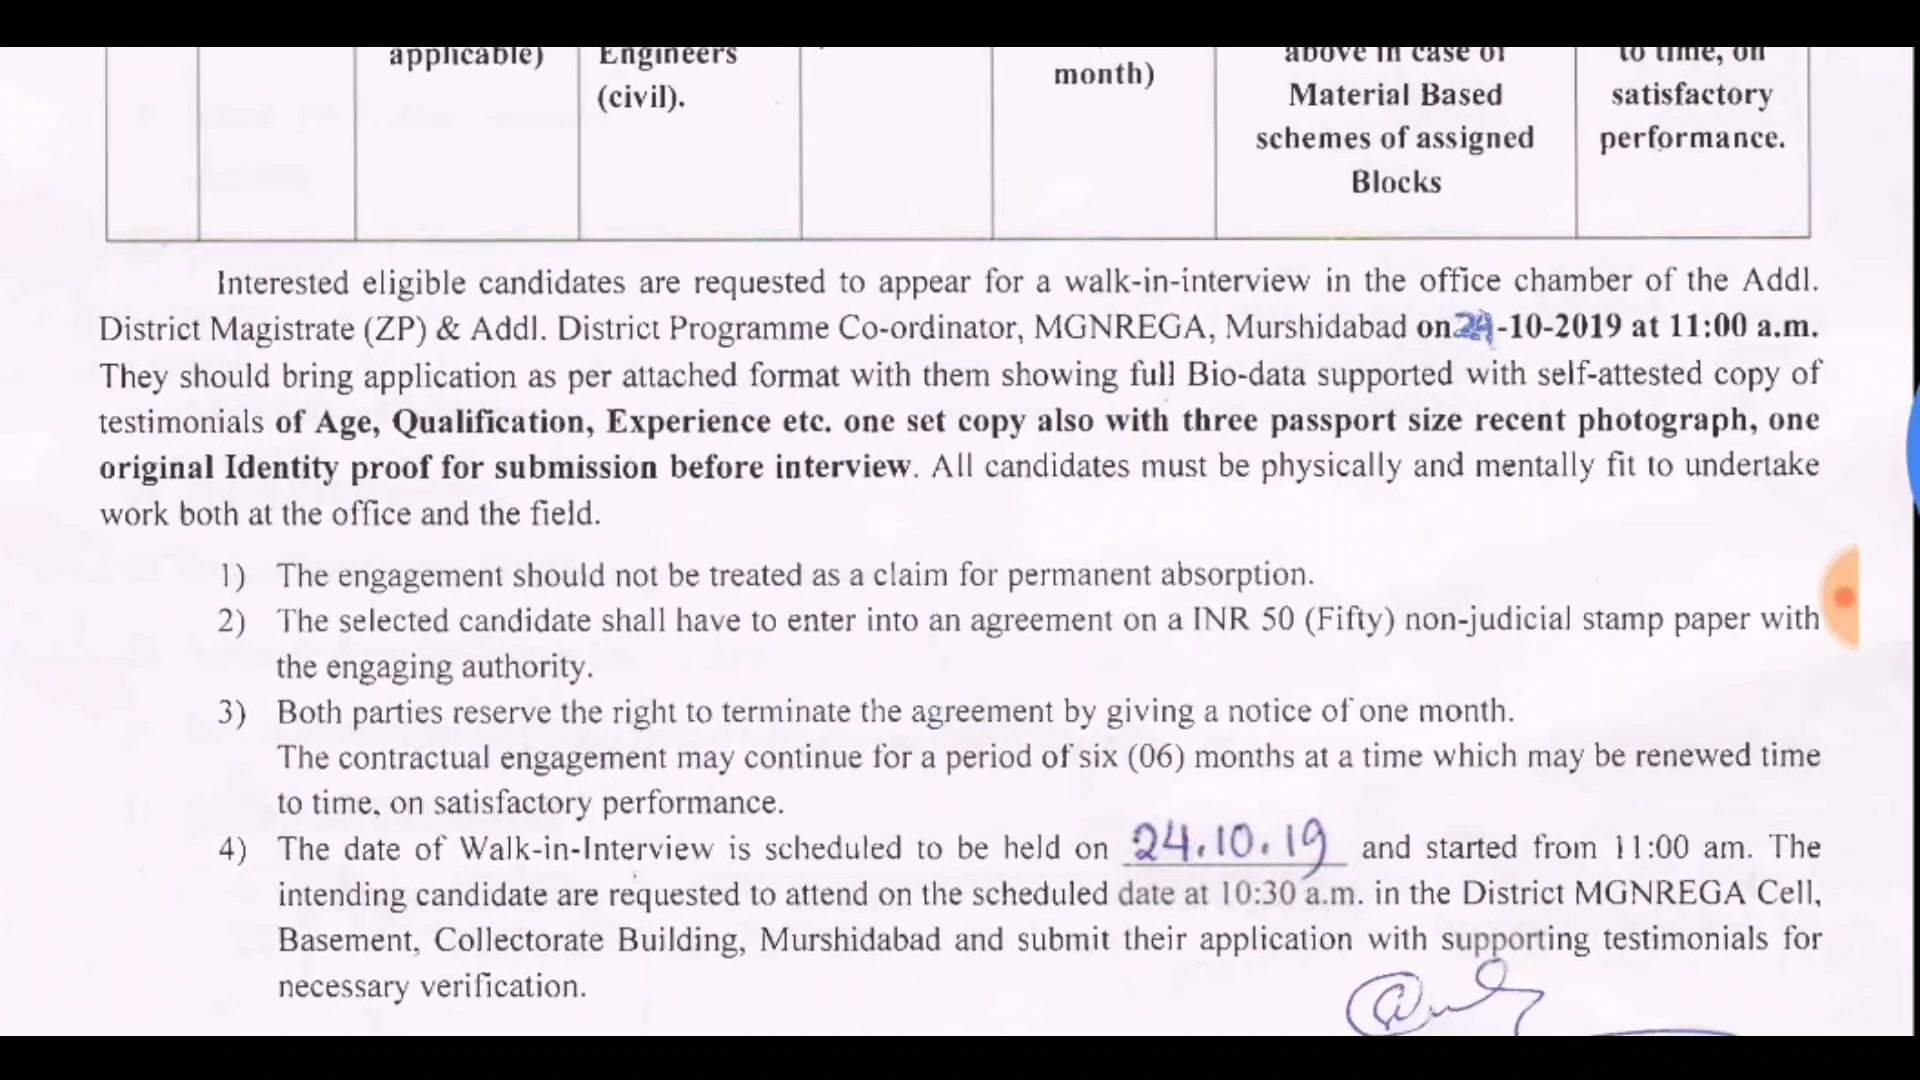 applicable)
Engineers
(civil).
month)
above in case of
Material Based
schemes of assigned
Blocks
to time, on
satisfactory
performance.
Interested eligible candidates are requested to appear for a walk-in-interview in the office chamber of the Addl.
District Magistrate (ZP) & Addl. District Programme Co-ordinator, MGNREGA, Murshidabad on 24-10-2019 at 11:00 a.m.
They should bring application as per attached format with them showing full Bio-data supported with self-attested copy of
testimonials of Age, Qualification, Experience etc. one set copy also with three passport size recent photograph, one
original Identity proof for submission before interview. All candidates must be physically and mentally fit to undertake
work both at the office and the field.
1) The engagement should not be treated as a claim for permanent absorption.
2) The selected candidate shall have to enter into an agreement on a INR 50 (Fifty) non-judicial stamp paper with
the engaging authority.
3) Both parties reserve the right to terminate the agreement by giving a notice of one month.
The contractual engagement may continue for a period of six (06) months at a time which may be renewed time
to time, on satisfactory performance.
4) The date of Walk-in-Interview is scheduled to be held on 24.10.19 and started from 11:00 am. The
intending candidate are requested to attend on the scheduled date at 10:30 a.m. in the District MGNREGA Cell,
Basement, Collectorate Building, Murshidabad and submit their application with supporting testimonials for
necessary verification.